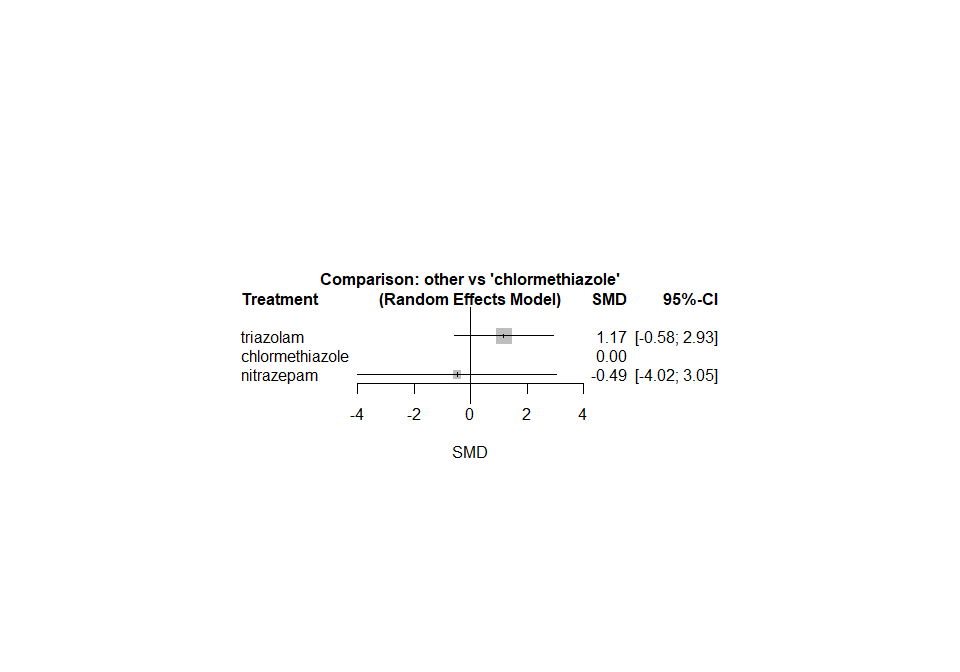 Comparison: other vs 'chlormethiazole'
Treatment (Random Effects Model) SMD 95%-CI
triazolam 1.17 [-0.58; 2.93]
chlormethiazole 0.00
nitrazepam -0.49 [-4.02; 3.05]
-4 -2 0 2 4
SMD